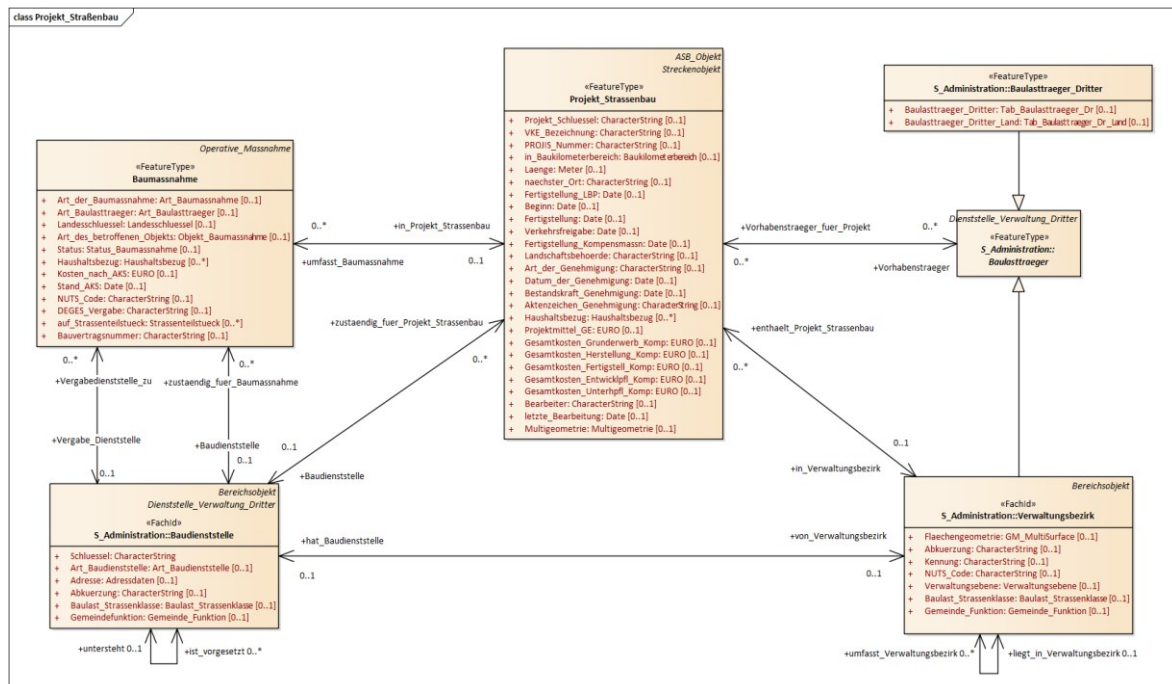 class Projekt_Straßenbau
ASB_Objekt
Streckenobjekt
«FeatureType»
Projekt_Strassenbau
+ Projekt_Schluessel: CharacterString [0..1]
+ VKE_Bezeichnung: CharacterString [0..1]
+ PROJIS_Nummer: CharacterString [0..1]
+ in_Baukilometerbereich: Baukilometerbereich [0..1]
+ Laenge: Meter [0..1]
+ naechster_Ort: CharacterString [0..1]
+ Fertigstellung_LBP: Date [0..1]
+ Beginn: Date [0..1]
+ Fertigstellung: Date [0..1]
+ Verkehrsfreigabe: Date [0..1]
+ Fertigstellung_Kompensmassn: Date [0..1]
+ Landschaftsbehoerde: CharacterString [0..1]
+ Art_der_Genehmigung: CharacterString [0..1]
+ Datum_der_Genehmigung: Date [0..1]
+ Bestandskraft_Genehmigung: Date [0..1]
+ Aktenzeichen_Genehmigung: CharacterString [0..1]
+ Haushaltsbezug: Haushaltsbezug [0..*]
+ Projektmittel_GE: EURO [0..1]
+ Gesamtkosten_Grunderwerb_Komp: EURO [0..1]
+ Gesamtkosten_Herstellung_Komp: EURO [0..1]
+ Gesamtkosten_Fertigstell_Komp: EURO [0..1]
+ Gesamtkosten_Entwicklpfl_Komp: EURO [0..1]
+ Gesamtkosten_Unterhpfl_Komp: EURO [0..1]
+ Bearbeiter: CharacterString [0..1]
+ letzte_Bearbeitung: Date [0..1]
+ Multigeometrie: Multigeometrie [0..1]
«FeatureType»
S_Administration::Baulasttraeger_Dritter
+ Baulasttraeger_Dritter: Tab_Baulasttraeger_Dr [0..1]
+ Baulasttraeger_Dritter_Land: Tab_Baulasttraeger_Dr_Land [0..1]
Operative_Massnahme
«FeatureType»
Baumassnahme
+ Art_der_Baumassnahme: Art_Baumassnahme [0..1]
+ Art_Baulasttraeger: Art_Baulasttraeger [0..1]
+ Landesschluessel: Landesschluessel [0..1]
+ Art_des_betroffenen_Objekts: Objekt_Baumassnahme [0..1]
+ Status: Status_Baumassnahme [0..1]
+ Haushaltsbezug: Haushaltsbezug [0..*]
+ Kosten_nach_AKS: EURO [0..1]
+ Stand_AKS: Date [0..1]
+ NUTS_Code: CharacterString [0..1]
+ DEGES_Vergabe: CharacterString [0..1]
+ auf_Strassenteilstueck: Strassenteilstueck [0..*]
+ Bauvertragsnummer: CharacterString [0..1]
0..*
+in_Projekt_Strassenbau
+umfasst_Baumassnahme
0..1
+Vorhabenstraeger_fuer_Projekt
0..*
0..*
+Vorhabenstraeger
Dienststelle_Verwaltung_Dritter
«FeatureType»
S_Administration::
Baulasttraeger
+zustaendig_fuer_Projekt_Strassenbau
0..*
+enthaelt_Projekt_Strassenbau
0..*
0..*
0..*
+Vergabedienststelle_zu
+zustaendig_fuer_Baumassnahme
+Vergabe_Dienststelle
+Baudienststelle
0..1
0..1
0..1
+Baudienststelle
0..1
+in_Verwaltungsbezirk
Bereichsobjekt
Dienststelle_Verwaltung_Dritter
«FachId»
S_Administration::Baudienststelle
+ Schluessel: CharacterString
+ Art_Baudienststelle: Art_Baudienststelle [0..1]
+ Adresse: Adressdaten [0..1]
+ Abkuerzung: CharacterString [0..1]
+ Baulast_Strassenklasse: Baulast_Strassenklasse [0..1]
+ Gemeindefunktion: Gemeinde_Funktion [0..1]
+hat_Baudienststelle
0..1
+von_Verwaltungsbezirk
0..1
Bereichsobjekt
«FachId»
S_Administration::Verwaltungsbezirk
+ Flaechengeometrie: GM_MultiSurface [0..1]
+ Abkuerzung: CharacterString [0..1]
+ Kennung: CharacterString [0..1]
+ NUTS_Code: CharacterString [0..1]
+ Verwaltungsebene: Verwaltungsebene [0..1]
+ Baulast_Strassenklasse: Baulast_Strassenklasse [0..1]
+ Gemeinde_Funktion: Gemeinde_Funktion [0..1]
+untersteht 0..1
+ist_vorgesetzt 0..*
+umfasst_Verwaltungsbezirk 0..*
+liegt_in_Verwaltungsbezirk 0..1